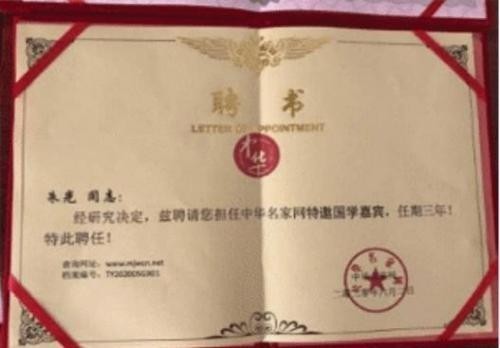 聘 书
LETTER OF APPOINTMENT
中华
朱光 同志：
经研究决定，兹聘请您担任中华名家网特邀国学嘉宾，任期三年！
特此聘任！
查询网址：www.mjwcn.net